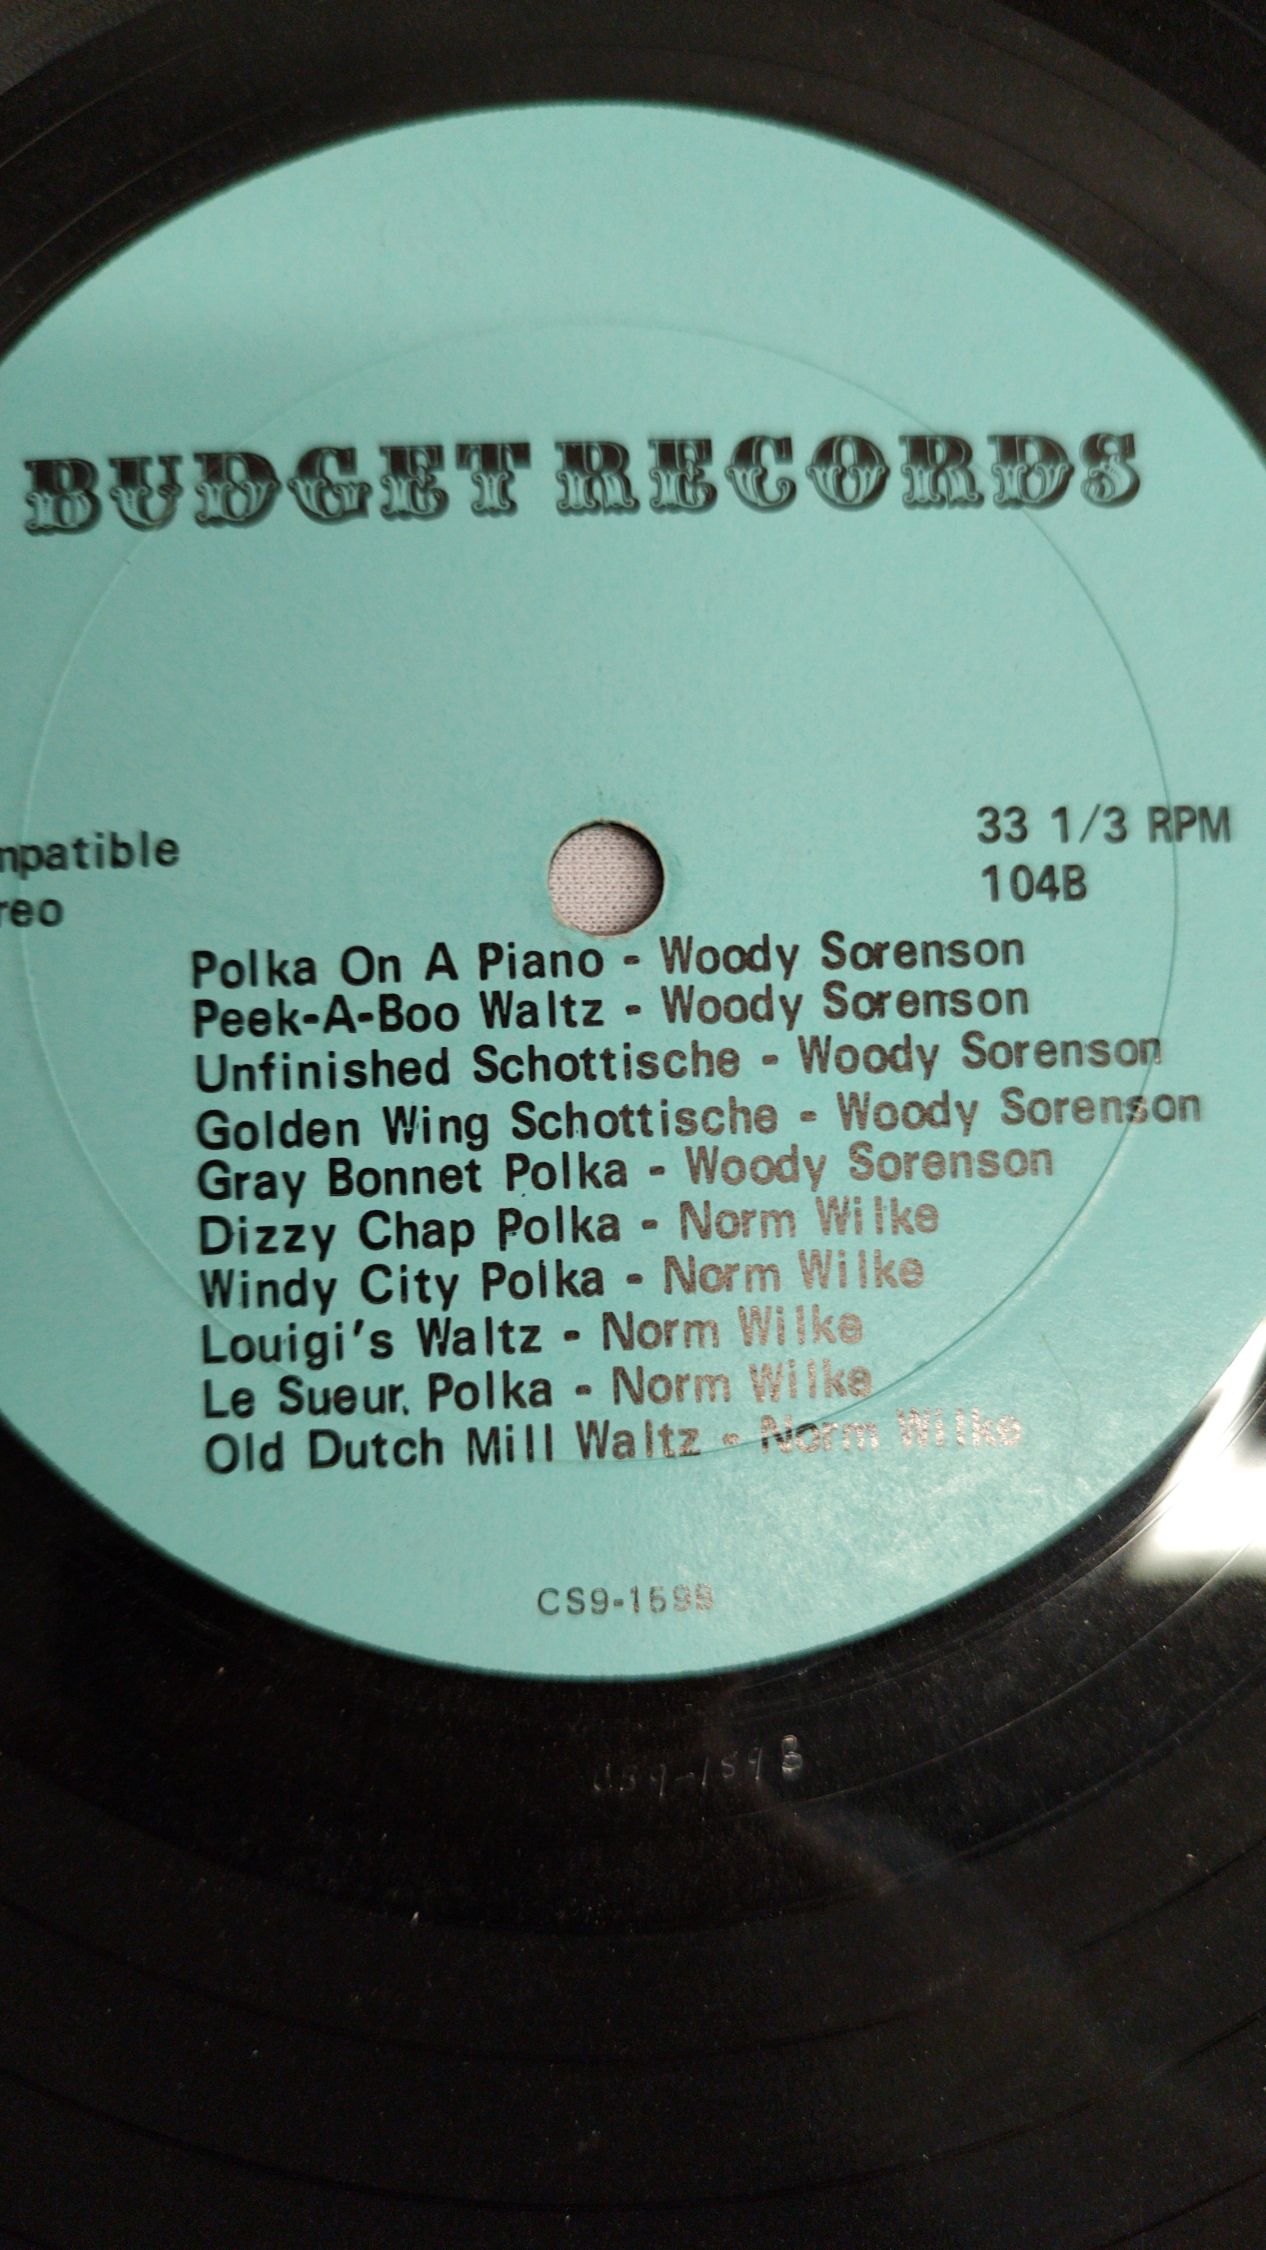 BUDGET RECORDS
mpatible
reo
33 1/3 RPM
104B
Polka On A Piano - Woody Sorenson
Peek-A-Boo Waltz - Woody Sorenson
Unfinished Schottische - Woody Sorenson
Golden Wing Schottische - Woody Sorenson
Gray Bonnet Polka - Woody Sorenson
Dizzy Chap Polka - Norm Wilke
Windy City Polka - Norm Wilke
Louigi's Waltz - Norm Wilke
Le Sueur. Polka - Norm Wilke
Old Dutch Mill Waltz - Norm Wilke